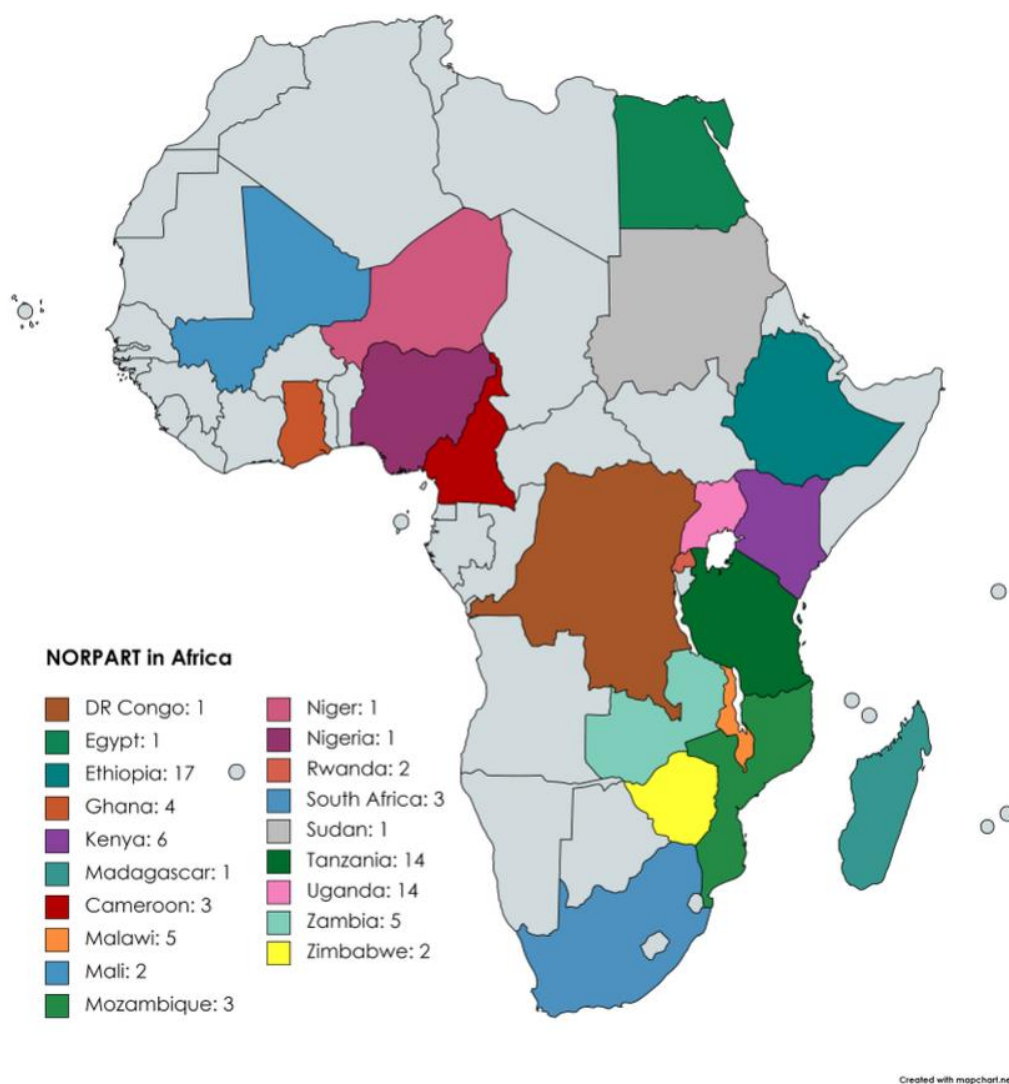 NORPART in Africa
DR Congo: 1
Egypt: 1
Ethiopia: 17
Ghana: 4
Kenya: 6
Madagascar: 1
Cameroon: 3
Malawi: 5
Mali: 2
Mozambique: 3
Niger: 1
Nigeria: 1
Rwanda: 2
South Africa: 3
Sudan: 1
Tanzania: 14
Uganda: 14
Zambia: 5
Zimbabwe: 2
Created with mapchart.ne